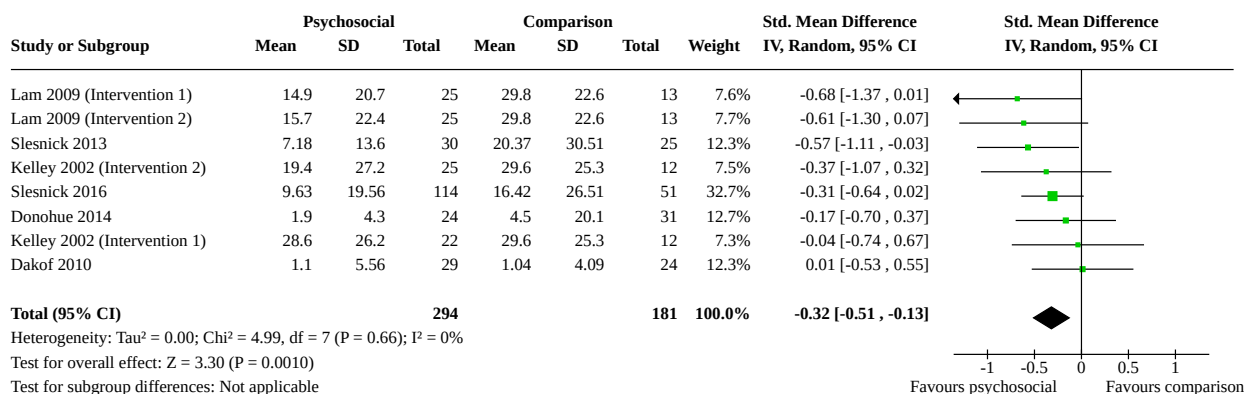 Psychosocial Comparison Std. Mean Difference Std. Mean Difference
Study or Subgroup Mean SD Total Mean SD Total Weight IV, Random, 95% CI IV, Random, 95% CI
Lam 2009 (Intervention 1) 14.9 20.7 25 29.8 22.6 13 7.6% -0.68 [-1.37 , 0.01]
Lam 2009 (Intervention 2) 15.7 22.4 25 29.8 22.6 13 7.7% -0.61 [-1.30 , 0.07]
Slesnick 2013 7.18 13.6 30 20.37 30.51 25 12.3% -0.57 [-1.11 , -0.03]
Kelley 2002 (Intervention 2) 19.4 27.2 25 29.6 25.3 12 7.5% -0.37 [-1.07 , 0.32]
Slesnick 2016 9.63 19.56 114 16.42 26.51 51 32.7% -0.31 [-0.64 , 0.02]
Donohue 2014 1.9 4.3 24 4.5 20.1 31 12.7% -0.17 [-0.70 , 0.37]
Kelley 2002 (Intervention 1) 28.6 26.2 22 29.6 25.3 12 7.3% -0.04 [-0.74 , 0.67]
Dakof 2010 1.1 5.56 29 1.04 4.09 24 12.3% 0.01 [-0.53 , 0.55]
Total (95% CI) 294 181 100.0% -0.32 [-0.51 , -0.13]
Heterogeneity: Tau² = 0.00; Chi² = 4.99, df = 7 (P = 0.66); I² = 0%
Test for overall effect: Z = 3.30 (P = 0.0010) -1 -0.5 0 0.5 1
Test for subgroup differences: Not applicable Favours psychosocial Favours comparison